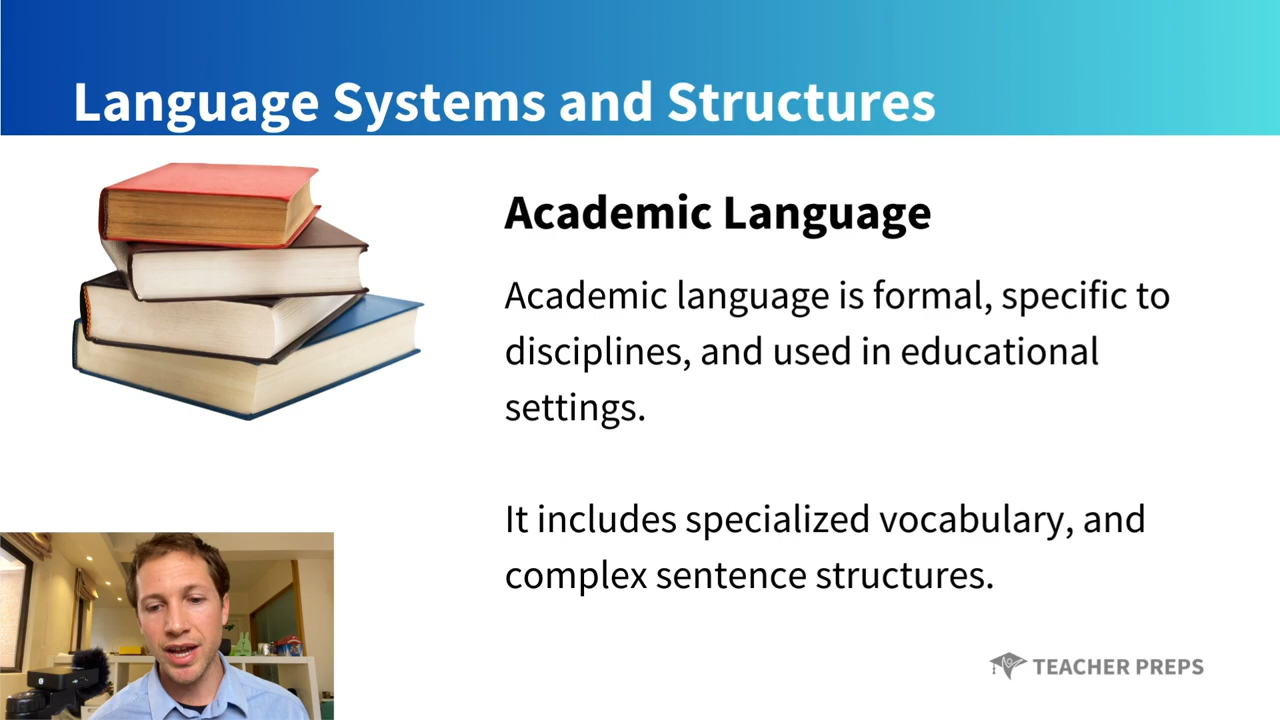 Language Systems and Structures
Academic Language
Academic language is formal, specific to
disciplines, and used in educational
settings.
It includes specialized vocabulary, and
complex sentence structures.
TEACHER PREPS